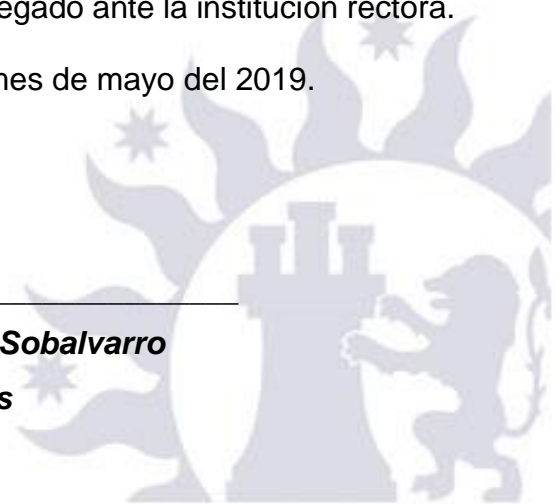 egado ante la institución rectora.
nes de mayo del 2019.
Sobalvarro
s